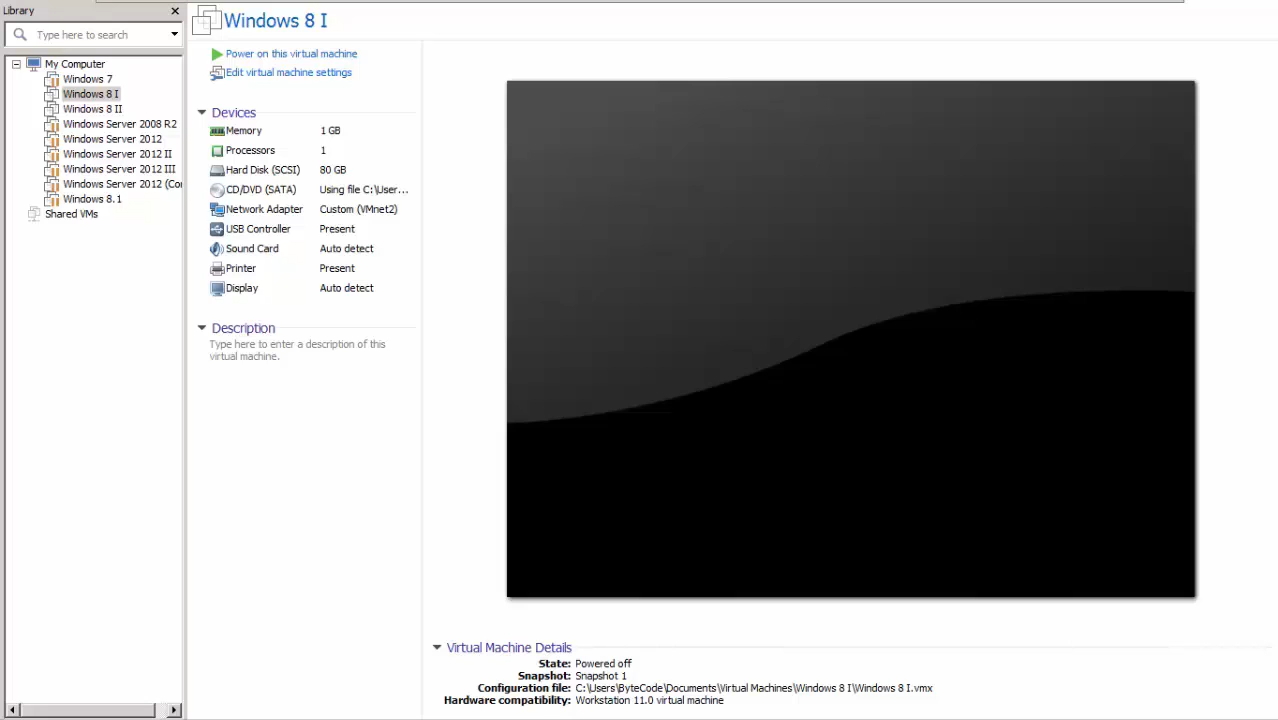 Library
Type here to search
My Computer
Windows 7
Windows 8 I
Windows 8 II
Windows Server 2008 R2
Windows Server 2012
Windows Server 2012 II
Windows Server 2012 III
Windows Server 2012 (Co
Windows 8.1
Shared VMs
Windows 8 I
Power on this virtual machine
Edit virtual machine settings
Devices
Memory 1 GB
Processors 1
Hard Disk (SCSI) 80 GB
CD/DVD (SATA) Using file C:\User...
Network Adapter Custom (VMnet2)
USB Controller Present
Sound Card Auto detect
Printer Present
Display Auto detect
Description
Type here to enter a description of this
virtual machine.
Virtual Machine Details
State: Powered off
Snapshot: Snapshot 1
Configuration file: C:\Users\ByteCode\Documents\Virtual Machines\Windows 8 I\Windows 8 I.vmx
Hardware compatibility: Workstation 11.0 virtual machine